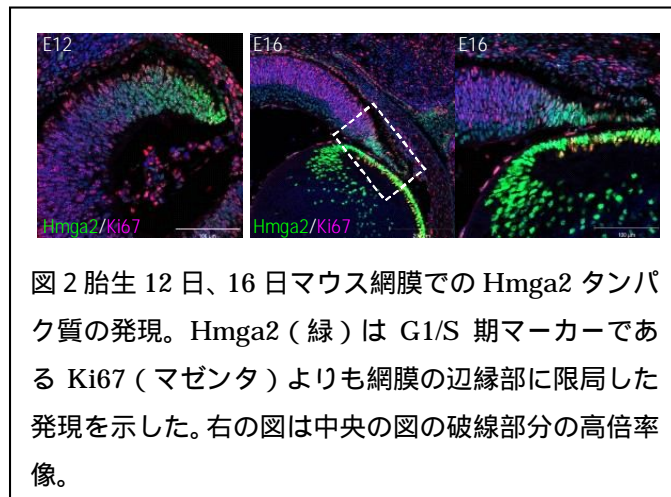 E12
E16
E16
Hmga2/Ki67
Hmga2/Ki67
100 μm
図２胎生 12 日、16 日マウス網膜での Hmga2 タンパ
ク質の発現。Hmga2（緑）は G1/S 期マーカーであ
る Ki67（マゼンタ）よりも網膜の辺縁部に限局した
発現を示した。右の図は中央の図の破線部分の高倍率
像。